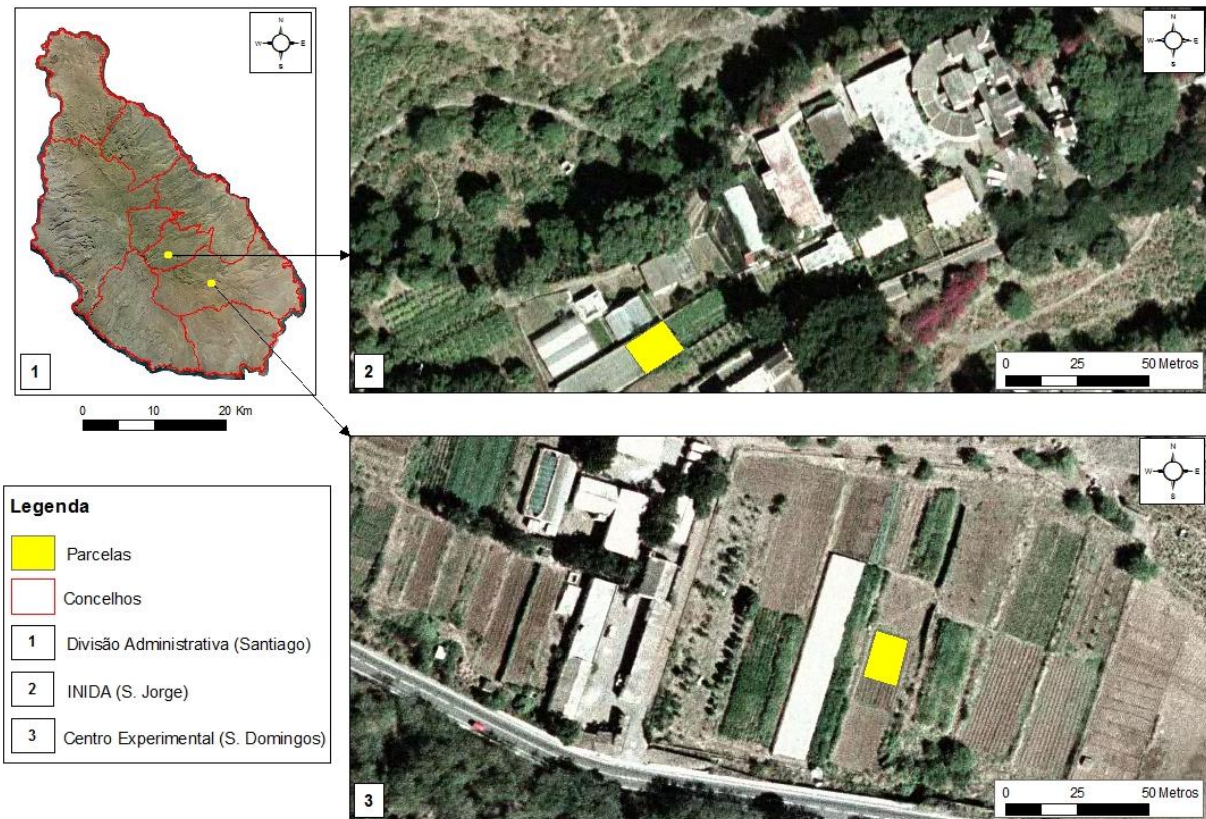 N
W E
S
1
0 10 20 Km
N
W E
S
2
0 25 50 Metros
N
W E
S
3
0 25 50 Metros
Legenda
Parcelas
Concelhos
1 Divisão Administrativa (Santiago)
2 INIDA (S. Jorge)
3 Centro Experimental (S. Domingos)